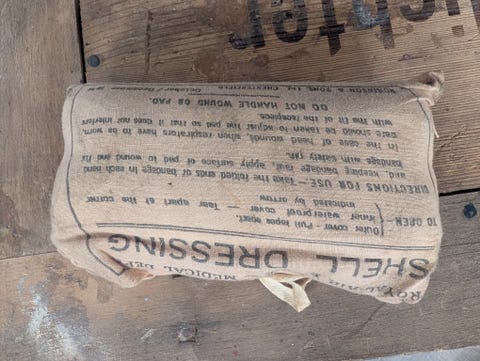 MEDICAL
SHELL DRESSING
Outer cover - Pull tapes apart.
TO OPEN - Inner waterproof cover - Tear apart at the corner
indicated by arrow
DIRECTIONS FOR USE - Take the folded ends of bandage in each hand
and keeping bandage taut, apply surface of pad to wound and fix
bandage with safety pin.
In the case of head wounds, when respirators have to be worn,
care should be taken to adjust the pad so that it does not interfere
with the fit of the facepiece.
DO NOT HANDLE WOUND OR PAD.
ROBINSON & SONS, Ltd. CHESTERFIELD October / December